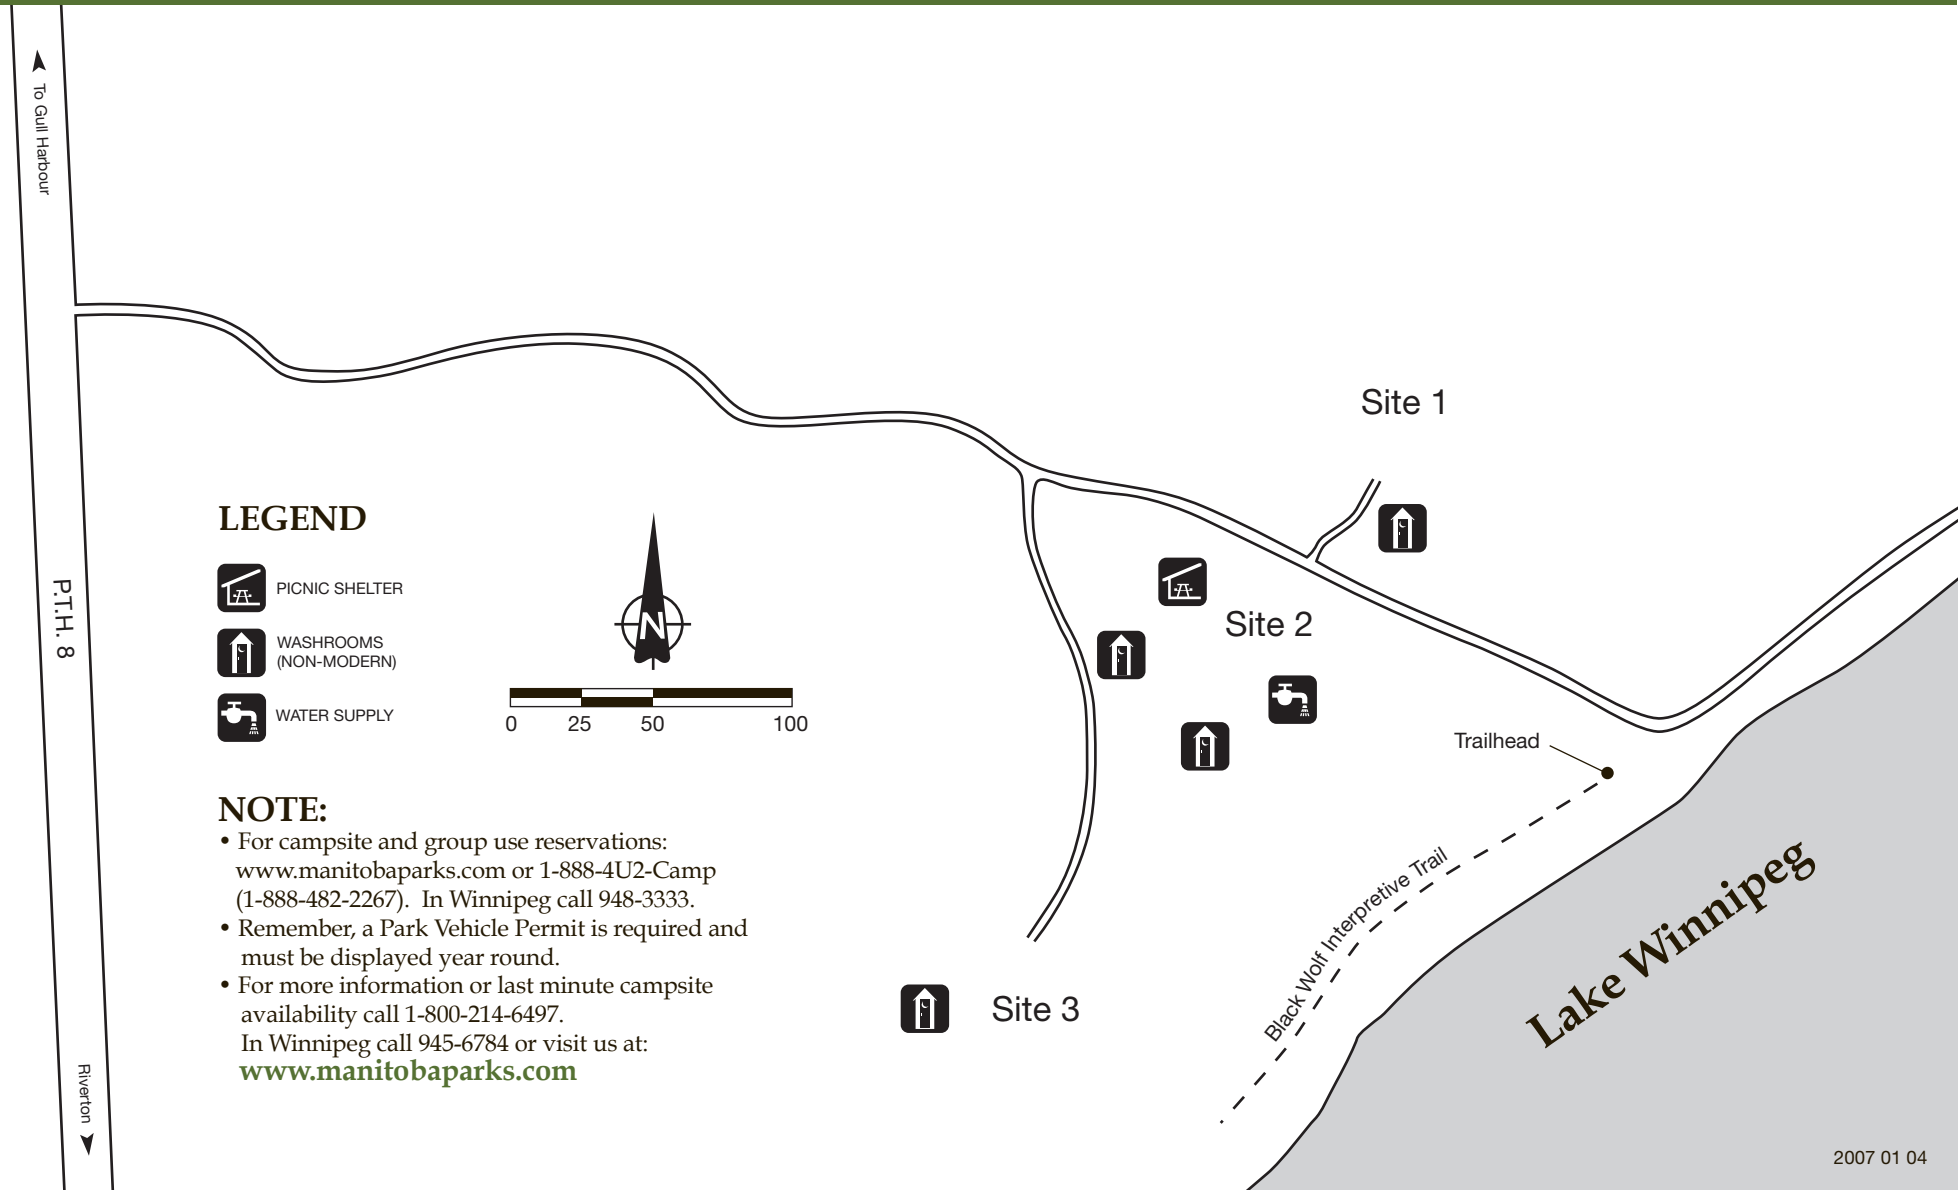 To Gull Harbour
P.T.H. 8
Riverton
LEGEND
PICNIC SHELTER
WASHROOMS
(NON-MODERN)
WATER SUPPLY
N
0 25 50 100
NOTE:
• For campsite and group use reservations:
www.manitobaparks.com or 1-888-4U2-Camp
(1-888-482-2267). In Winnipeg call 948-3333.
• Remember, a Park Vehicle Permit is required and
must be displayed year round.
• For more information or last minute campsite
availability call 1-800-214-6497.
In Winnipeg call 945-6784 or visit us at:
www.manitobaparks.com
Site 1
Site 2
Site 3
Trailhead
Black Wolf Interpretive Trail
Lake Winnipeg
2007 01 04